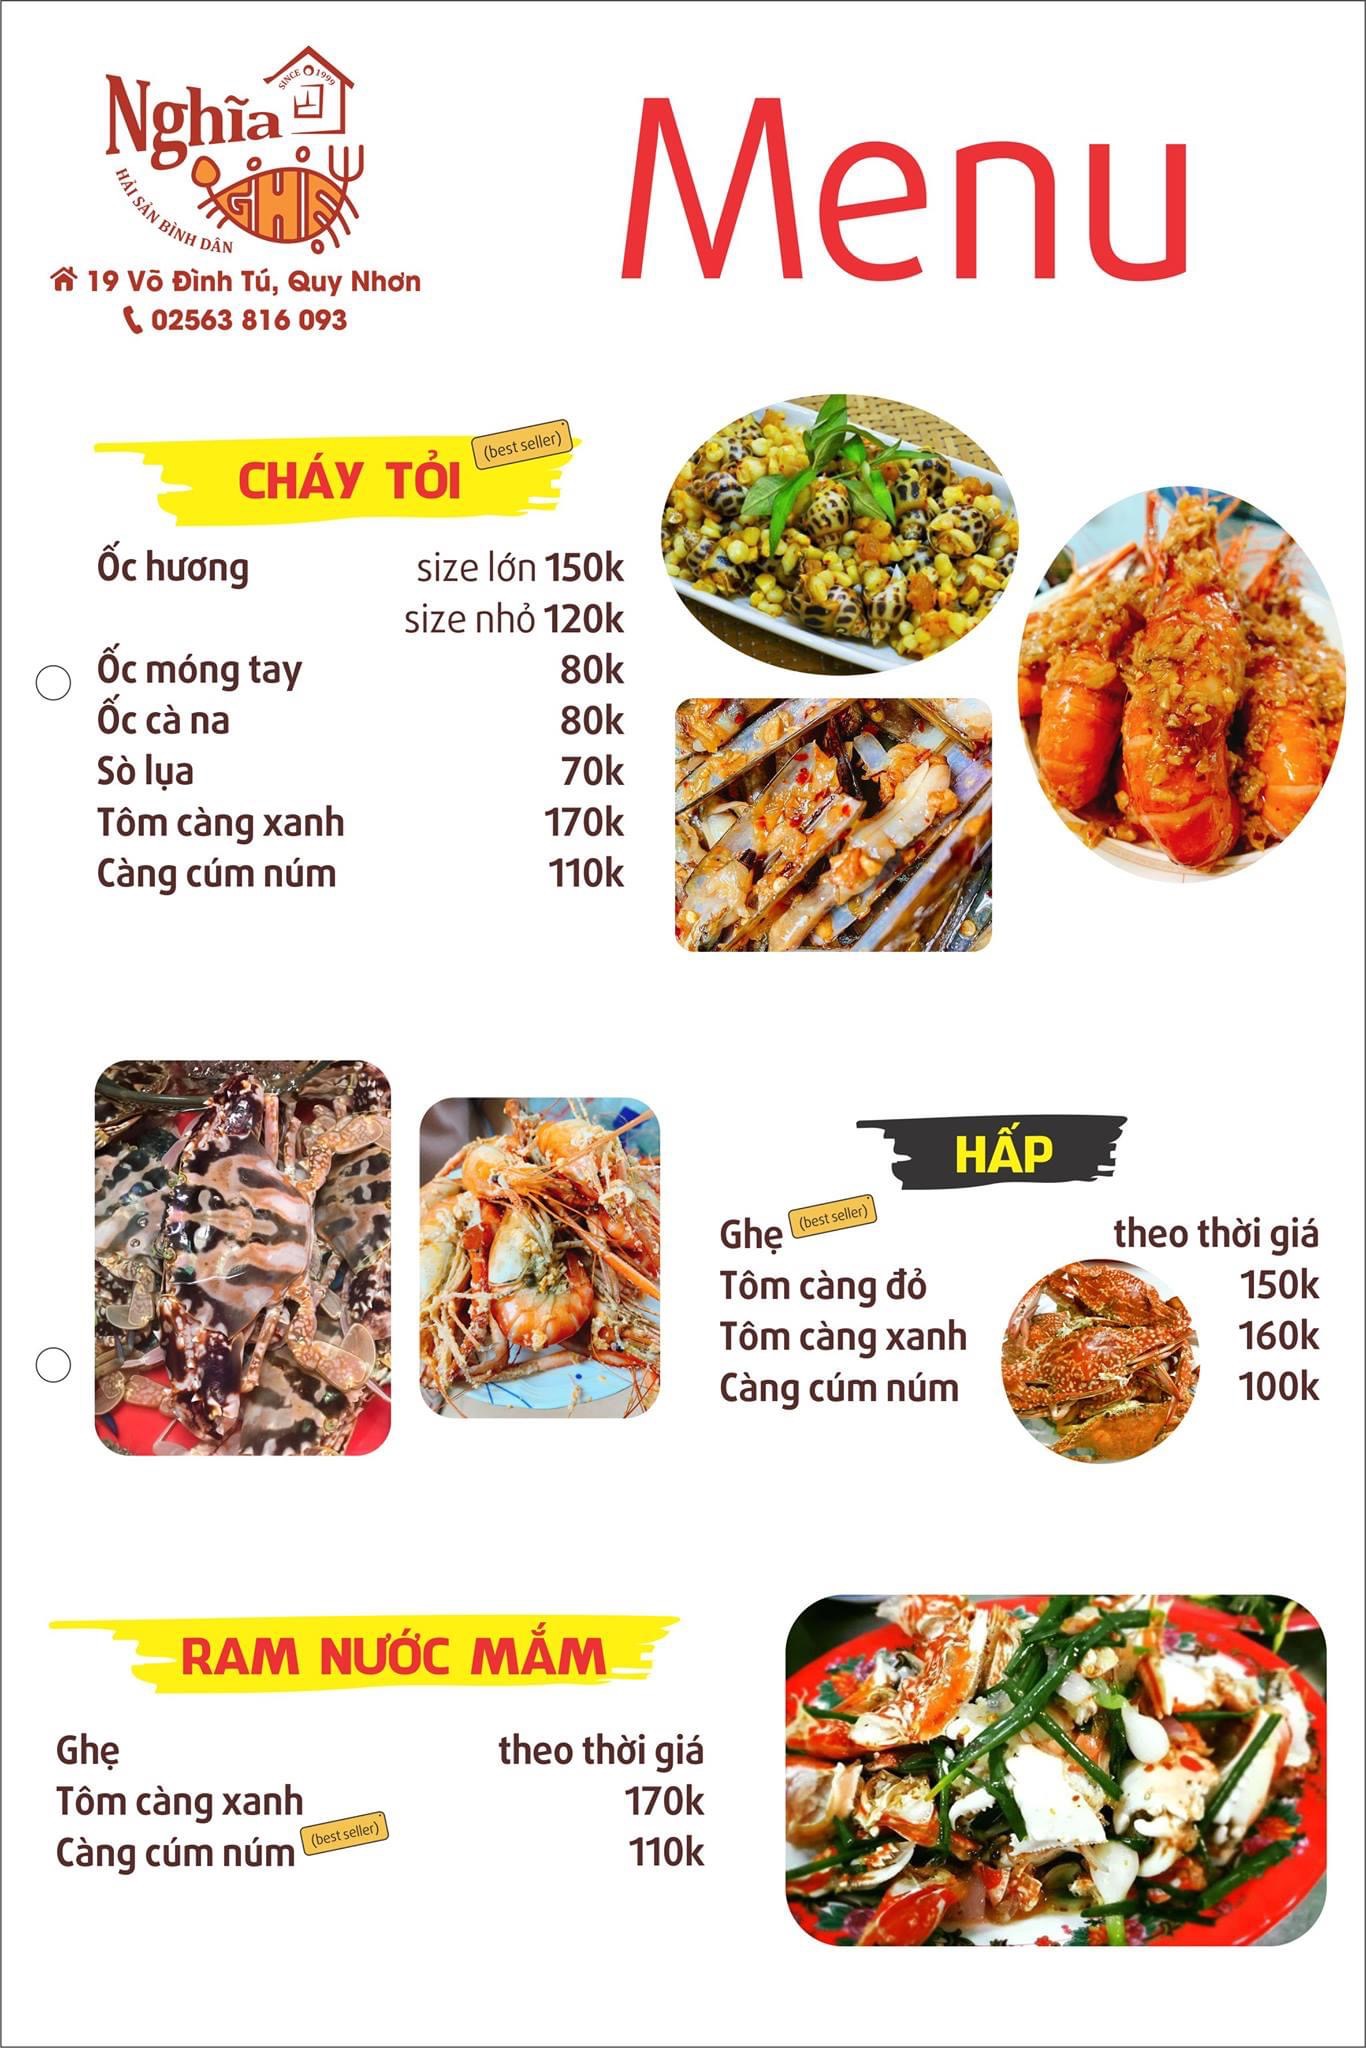 Nghĩa
SINCE 1999
GHẸ
HẢI SẢN BÌNH DÂN
19 Võ Đình Tú, Quy Nhơn
02563 816 093
Menu
CHÁY TỎI (best seller)
Ốc hương size lớn 150k
size nhỏ 120k
Ốc móng tay 80k
Ốc cà na 80k
Sò lụa 70k
Tôm càng xanh 170k
Càng cúm núm 110k
HẤP
Ghẹ (best seller) theo thời giá
Tôm càng đỏ 150k
Tôm càng xanh 160k
Càng cúm núm 100k
RAM NƯỚC MẮM
Ghẹ theo thời giá
Tôm càng xanh 170k
Càng cúm núm (best seller) 110k